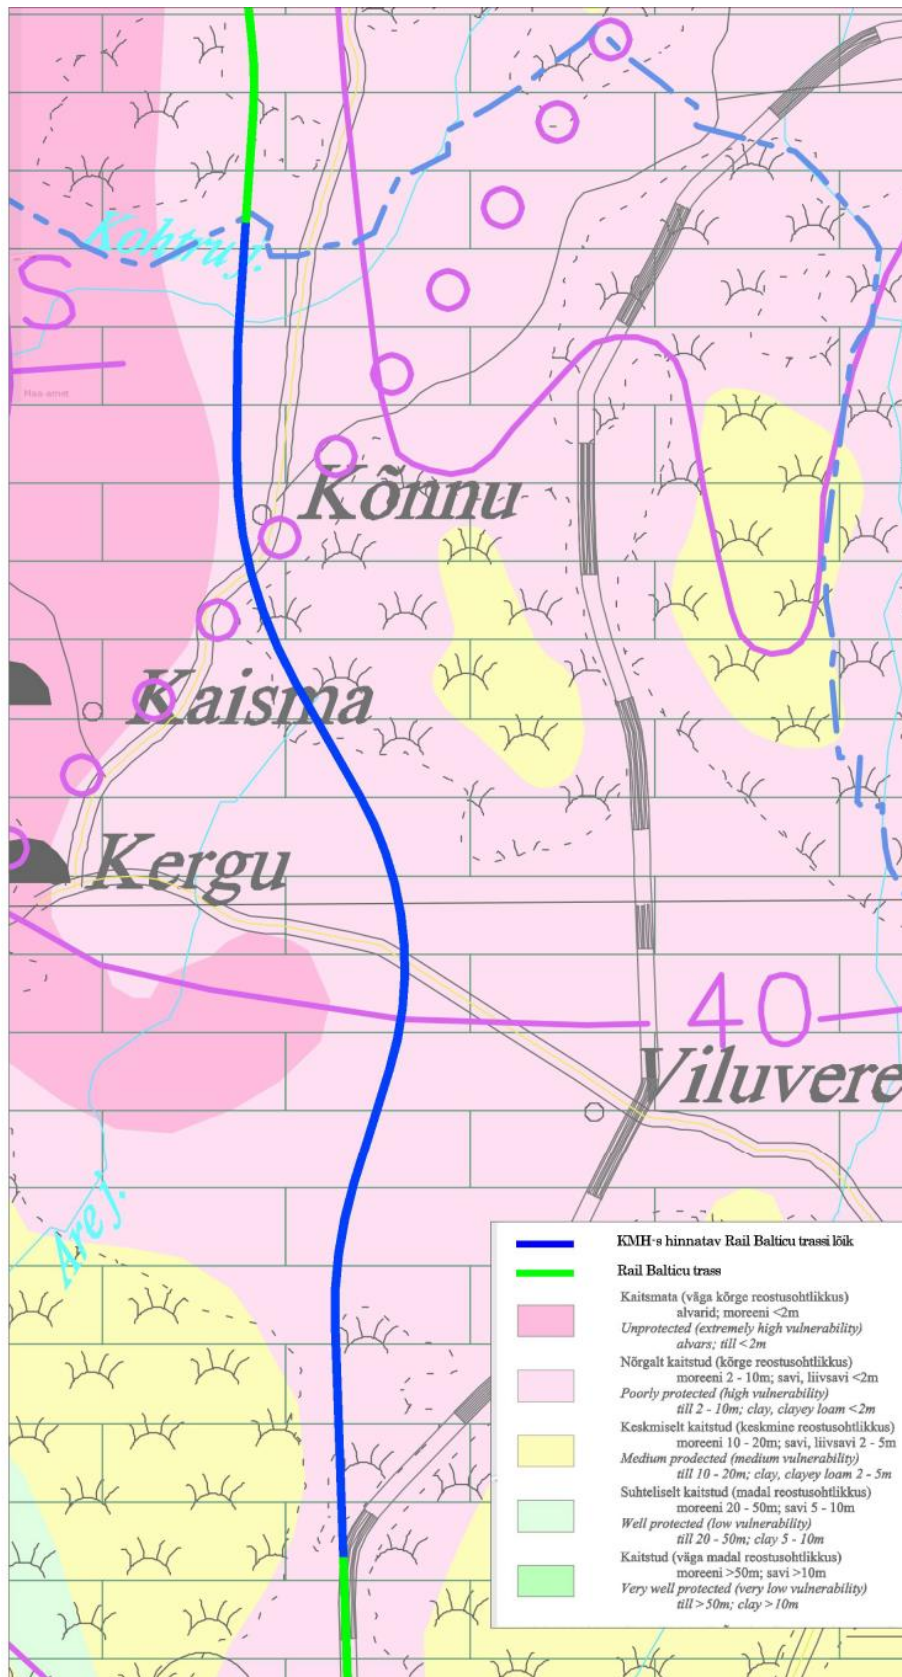 Kohtru j.
S
Maa-amet
Kõnnu
Kaisma
Kergu
40
Viluvere
Are j.
KMH-s hinnatav Rail Balticu trassi lõik
Rail Balticu trass
Kaitsmata (väga kõrge reostusohtlikkus)
alvarid; moreeni <2m
Unprotected (extremely high vulnerability)
alvars; till <2m
Nõrgalt kaitstud (kõrge reostusohtlikkus)
moreeni 2 - 10m; savi, liivsavi <2m
Poorly protected (high vulnerability)
till 2 - 10m; clay, clayey loam <2m
Keskmiselt kaitstud (keskmine reostusohtlikkus)
moreeni 10 - 20m; savi, liivsavi 2 - 5m
Medium prodected (medium vulnerability)
till 10 - 20m; clay, clayey loam 2 - 5m
Suhteliselt kaitstud (madal reostusohtlikkus)
moreeni 20 - 50m; savi 5 - 10m
Well protected (low vulnerability)
till 20 - 50m; clay 5 - 10m
Kaitstud (väga madal reostusohtlikkus)
moreeni >50m; savi >10m
Very well protected (very low vulnerability)
till >50m; clay >10m